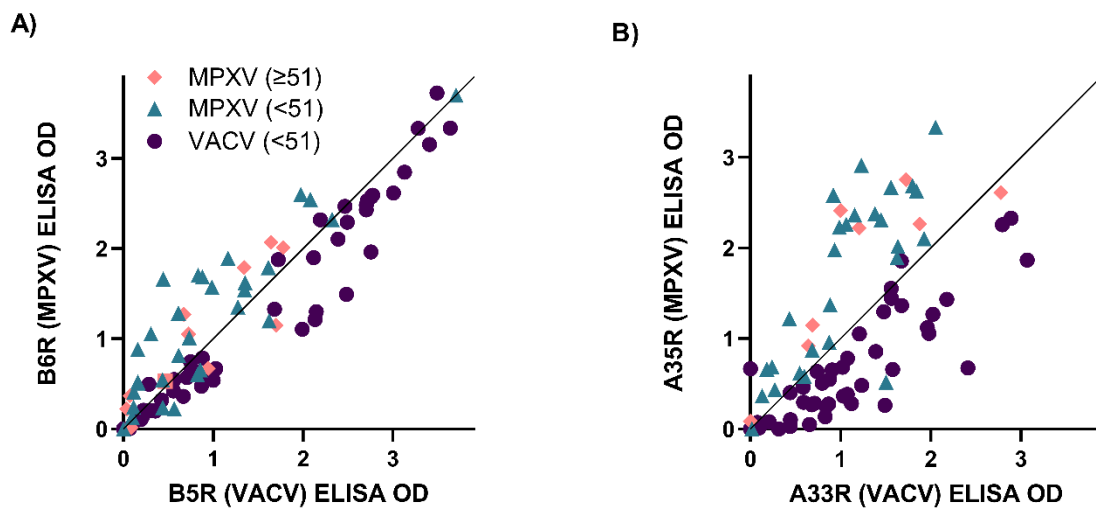 A)
MPXV (≥51)
MPXV (<51)
VACV (<51)
B6R (MPXV) ELISA OD
3
2
1
0
0 1 2 3
B5R (VACV) ELISA OD
B)
A35R (MPXV) ELISA OD
3
2
1
0
0 1 2 3
A33R (VACV) ELISA OD